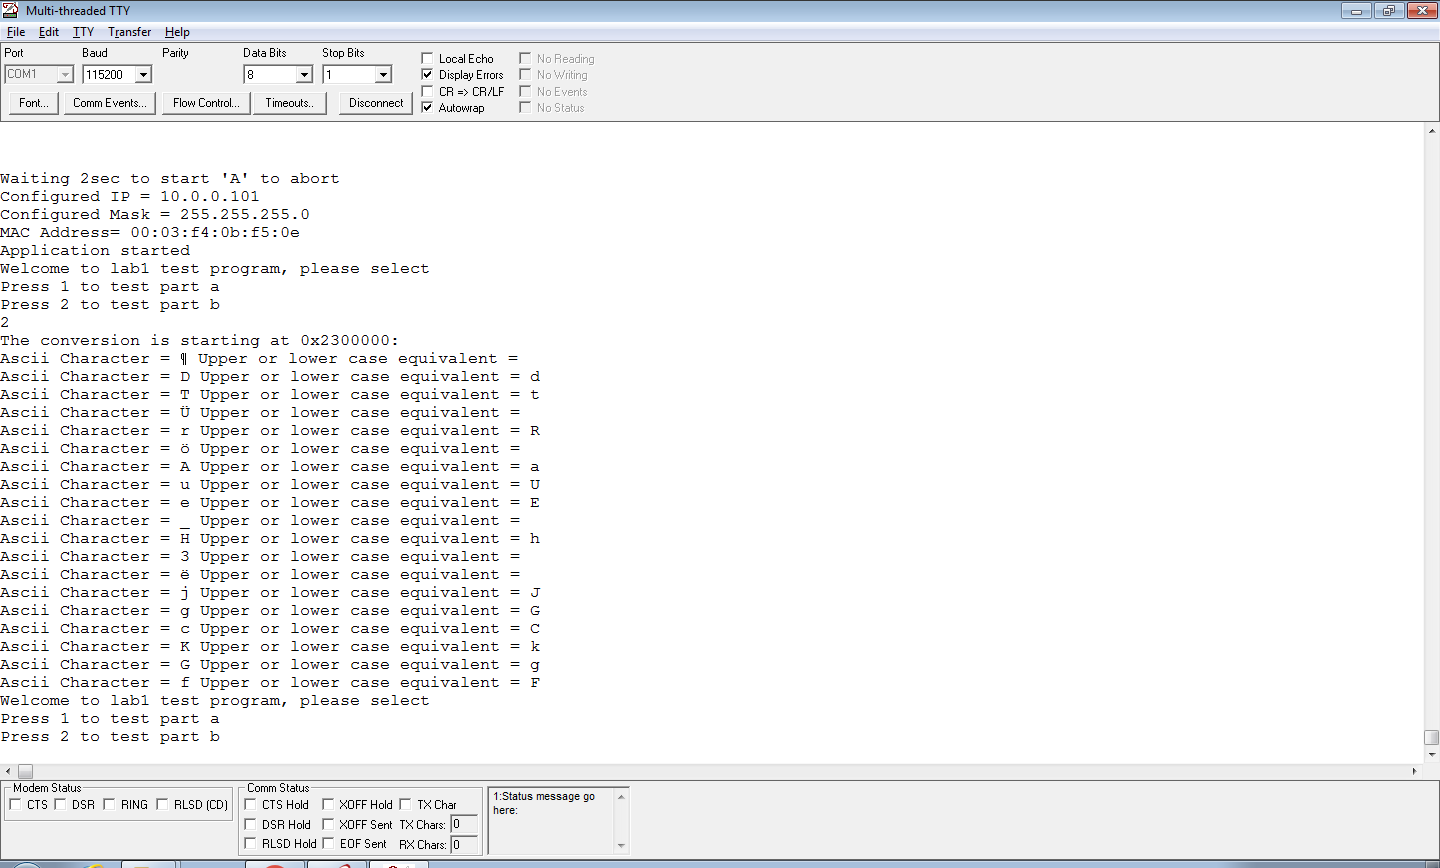 Multi-threaded TTY
File Edit TTY Transfer Help
Port Baud Parity Data Bits Stop Bits
COM1 115200 8 1
Local Echo No Reading
Display Errors No Writing
CR => CR/LF No Events
Autowrap No Status
Font... Comm Events... Flow Control... Timeouts.. Disconnect
Waiting 2sec to start 'A' to abort
Configured IP = 10.0.0.101
Configured Mask = 255.255.255.0
MAC Address= 00:03:f4:0b:f5:0e
Application started
Welcome to lab1 test program, please select
Press 1 to test part a
Press 2 to test part b
2
The conversion is starting at 0x2300000:
Ascii Character = ¶ Upper or lower case equivalent =
Ascii Character = D Upper or lower case equivalent = d
Ascii Character = T Upper or lower case equivalent = t
Ascii Character = Ü Upper or lower case equivalent =
Ascii Character = r Upper or lower case equivalent = R
Ascii Character = ö Upper or lower case equivalent =
Ascii Character = A Upper or lower case equivalent = a
Ascii Character = u Upper or lower case equivalent = U
Ascii Character = e Upper or lower case equivalent = E
Ascii Character = _ Upper or lower case equivalent =
Ascii Character = H Upper or lower case equivalent = h
Ascii Character = 3 Upper or lower case equivalent =
Ascii Character = ë Upper or lower case equivalent =
Ascii Character = j Upper or lower case equivalent = J
Ascii Character = g Upper or lower case equivalent = G
Ascii Character = c Upper or lower case equivalent = C
Ascii Character = K Upper or lower case equivalent = k
Ascii Character = G Upper or lower case equivalent = g
Ascii Character = f Upper or lower case equivalent = F
Welcome to lab1 test program, please select
Press 1 to test part a
Press 2 to test part b
Modem Status
CTS DSR RING RLSD (CD)
Comm Status
CTS Hold XOFF Hold TX Char
DSR Hold XOFF Sent TX Chars: 0
RLSD Hold EOF Sent RX Chars: 0
1:Status message go
here: